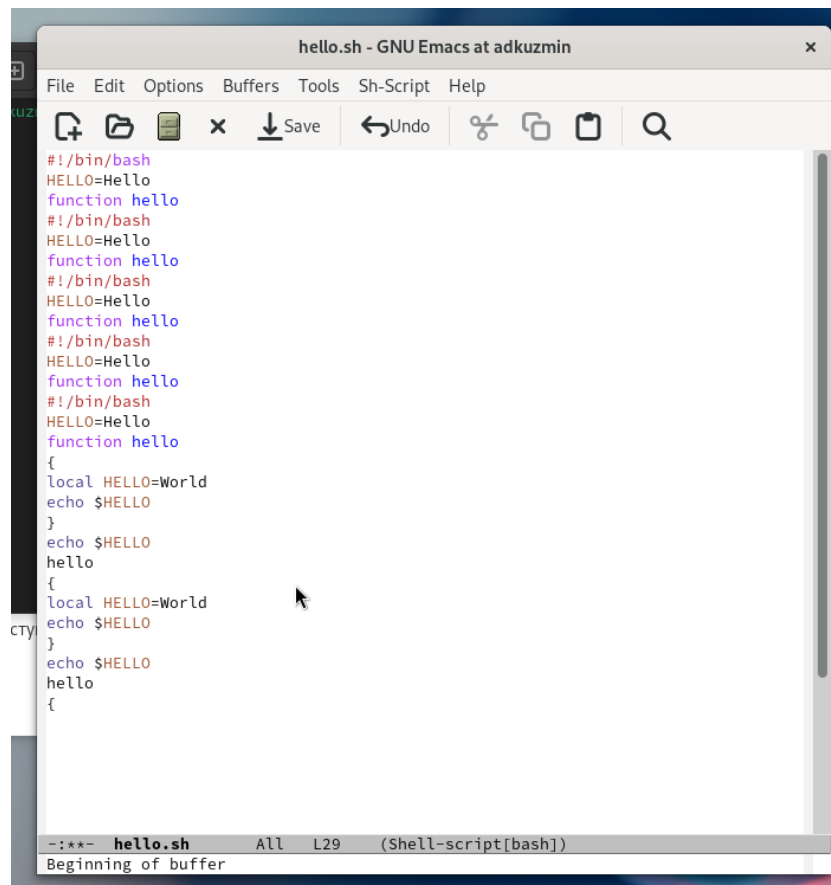 hello.sh - GNU Emacs at adkuzmin
File Edit Options Buffers Tools Sh-Script Help
Save Undo
#!/bin/bash
HELLO=Hello
function hello
#!/bin/bash
HELLO=Hello
function hello
#!/bin/bash
HELLO=Hello
function hello
#!/bin/bash
HELLO=Hello
function hello
#!/bin/bash
HELLO=Hello
function hello
{
local HELLO=World
echo $HELLO
}
echo $HELLO
hello
{
local HELLO=World
echo $HELLO
}
echo $HELLO
hello
{
-:**- hello.sh All L29 (Shell-script[bash])
Beginning of buffer